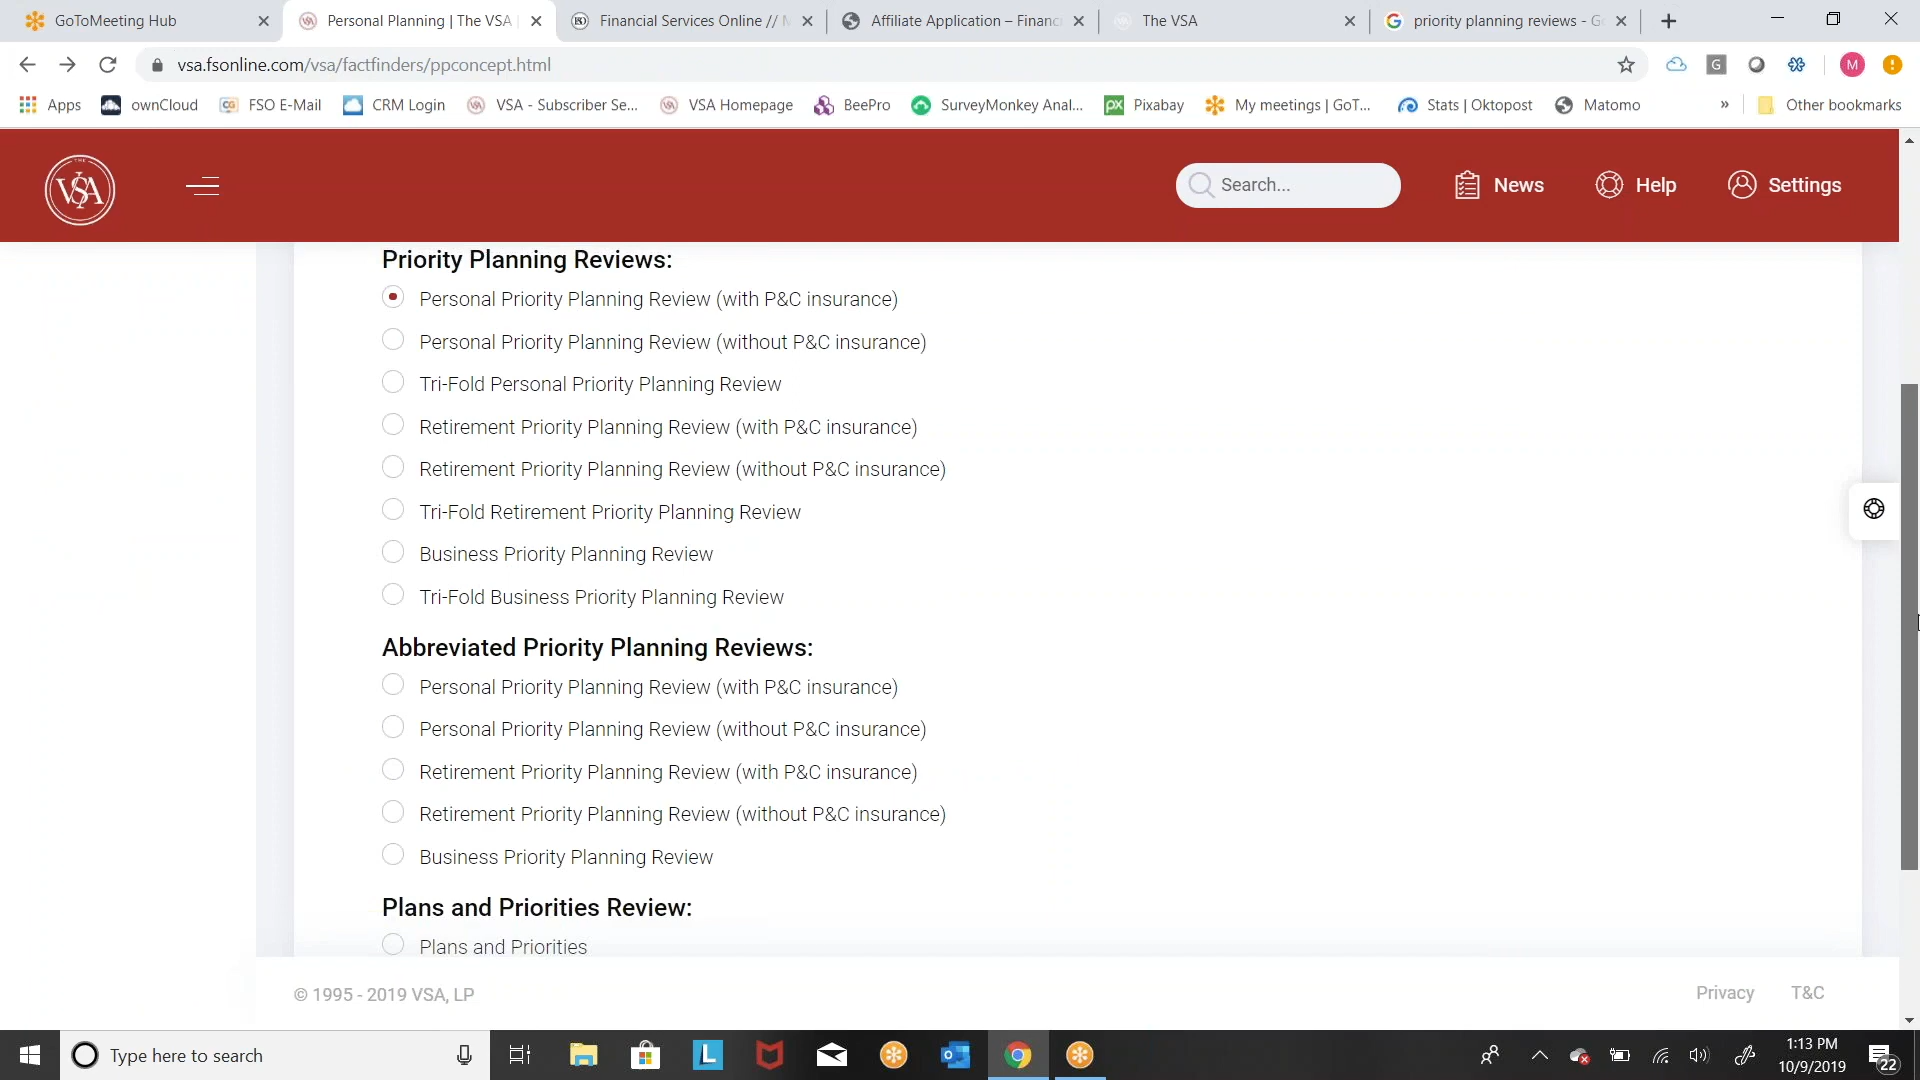 GoToMeeting Hub
Personal Planning | The VSA
Financial Services Online //
Affiliate Application – Financ
The VSA
priority planning reviews - G
vsa.fsonline.com/vsa/factfinders/ppconcept.html
G
M
Apps
ownCloud
FSO E-Mail
CRM Login
VSA - Subscriber Se...
VSA Homepage
BeePro
SurveyMonkey Anal...
Pixabay
My meetings | GoT...
Stats | Oktopost
Matomo
Other bookmarks
THE
VSA
Search...
News
Help
Settings
Priority Planning Reviews:
Personal Priority Planning Review (with P&C insurance)
Personal Priority Planning Review (without P&C insurance)
Tri-Fold Personal Priority Planning Review
Retirement Priority Planning Review (with P&C insurance)
Retirement Priority Planning Review (without P&C insurance)
Tri-Fold Retirement Priority Planning Review
Business Priority Planning Review
Tri-Fold Business Priority Planning Review
Abbreviated Priority Planning Reviews:
Personal Priority Planning Review (with P&C insurance)
Personal Priority Planning Review (without P&C insurance)
Retirement Priority Planning Review (with P&C insurance)
Retirement Priority Planning Review (without P&C insurance)
Business Priority Planning Review
Plans and Priorities Review:
Plans and Priorities
© 1995 - 2019 VSA, LP
Privacy
T&C
Type here to search
L
1:13 PM
10/9/2019
22